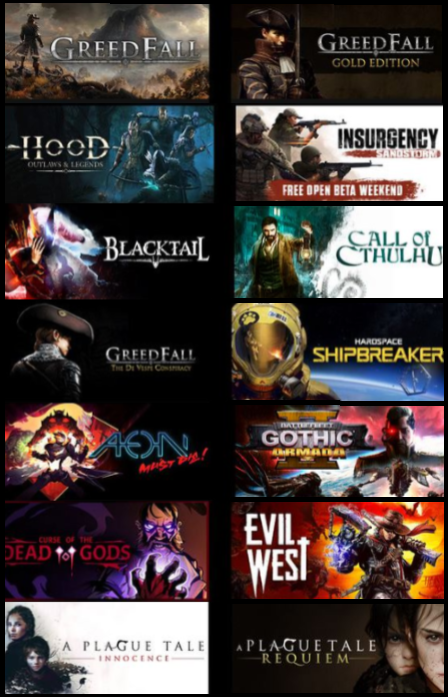 GREEDFALL
GREEDFALL
GOLD EDITION
HOOD
OUTLAWS & LEGENDS
INSURGENCY
SANDSTORM
FREE OPEN BETA WEEKEND
BLACKTAIL
CALL OF
CTHULHU
GREEDFALL
THE DE VESPE CONSPIRACY
HARDSPACE
SHIPBREAKER
AEON
MUST DIE!
BATTLEFLEET
GOTHIC
ARMADA
II
CURSE OF THE
DEAD GODS
EVIL
WEST
A PLAGUE TALE
INNOCENCE
A PLAGUE TALE
REQUIEM